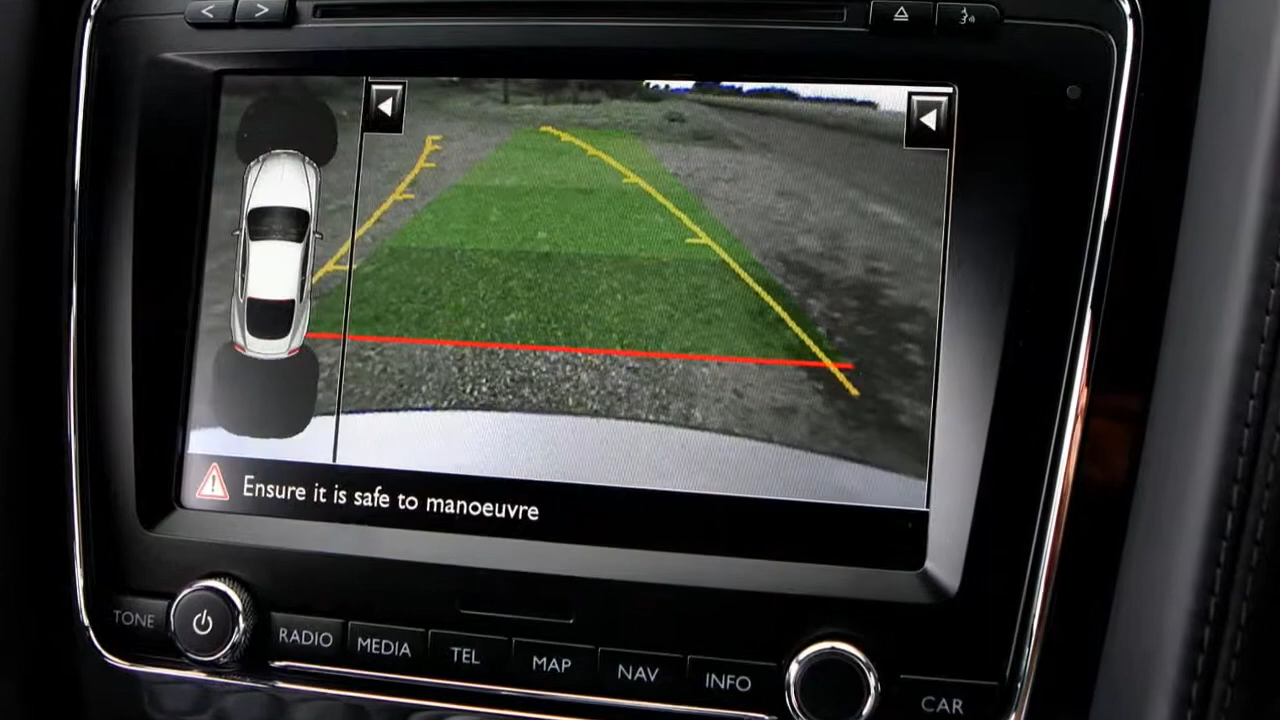 Ensure it is safe to manoeuvre
TONE
RADIO
MEDIA
TEL
MAP
NAV
INFO
CAR